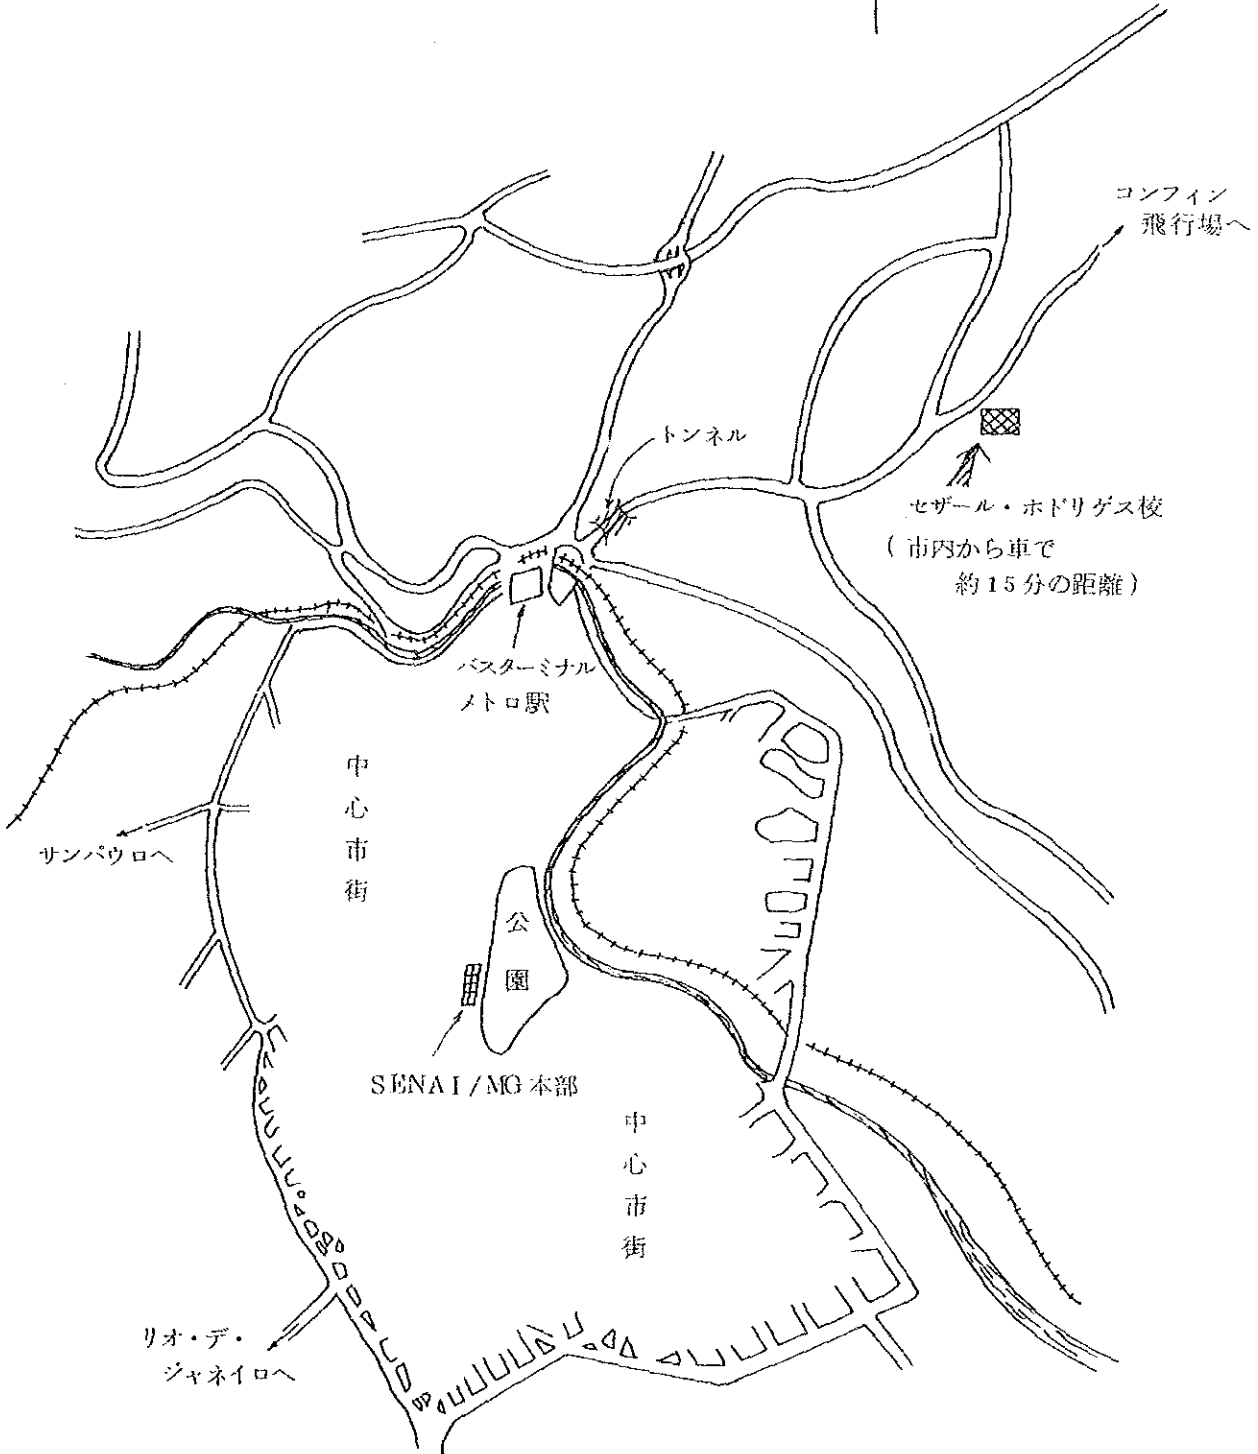 コンフィン
飛行場へ
トンネル
セザール・ホドリゲス校
(市内から車で
約15分の距離)
バスターミナル
メトロ駅
中心市街
サンパウロへ
公園
SENAI/MG本部
中心市街
リオ・デ・
ジャネイロへ